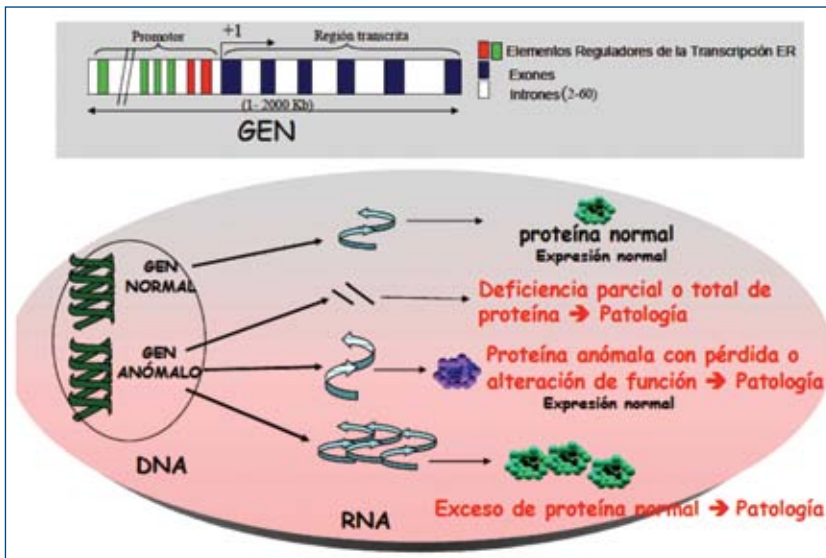 Promotor
+1
Región transcrita
Elementos Reguladores de la Transcripción ER
Exones
Intrones(2-60)
(1- 2000 Kb)
GEN
GEN
NORMAL
proteína normal
Expresión normal
Deficiencia parcial o total de
proteína → Patología
GEN
ANÓMALO
Proteína anómala con pérdida o
alteración de función → Patología
Expresión normal
DNA
RNA
Exceso de proteína normal → Patología